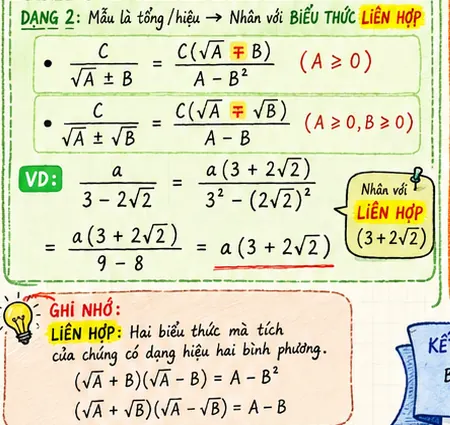 DẠNG 2: Mẫu là tổng/hiệu → Nhân với BIỂU THỨC LIÊN HỢP
• C / (√A ± B) = C(√A ∓ B) / (A − B²) (A ⩾ 0)
• C / (√A ± √B) = C(√A ∓ √B) / (A − B) (A ⩾ 0, B ⩾ 0)
VD: a / (3 − 2√2) = a(3 + 2√2) / (3² − (2√2)²)
= a(3 + 2√2) / (9 − 8) = a(3 + 2√2)
Nhân với
LIÊN HỢP
(3+2√2)
GHI NHỚ:
LIÊN HỢP: Hai biểu thức mà tích
của chúng có dạng hiệu hai bình phương.
(√A + B)(√A − B) = A − B²
(√A + √B)(√A − √B) = A − B